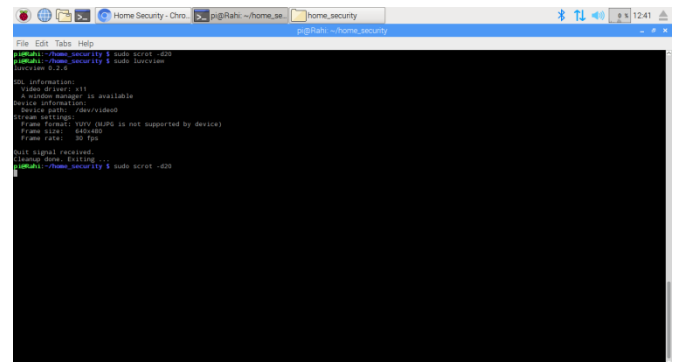 Home Security - Chro... pi@Rahi: ~/home_se... home_security 12:41
pi@Rahi: ~/home_security
File Edit Tabs Help
pi@Rahi:~/home_security $ sudo scrot -d20
pi@Rahi:~/home_security $ sudo luvcview
luvcview 0.2.6
SDL information:
Video driver: x11
A window manager is available
Device information:
Device path: /dev/video0
Stream settings:
Frame format: YUYV (MJPG is not supported by device)
Frame size: 640x480
Frame rate: 30 fps
Quit signal received.
Cleanup done. Exiting ...
pi@Rahi:~/home_security $ sudo scrot -d20